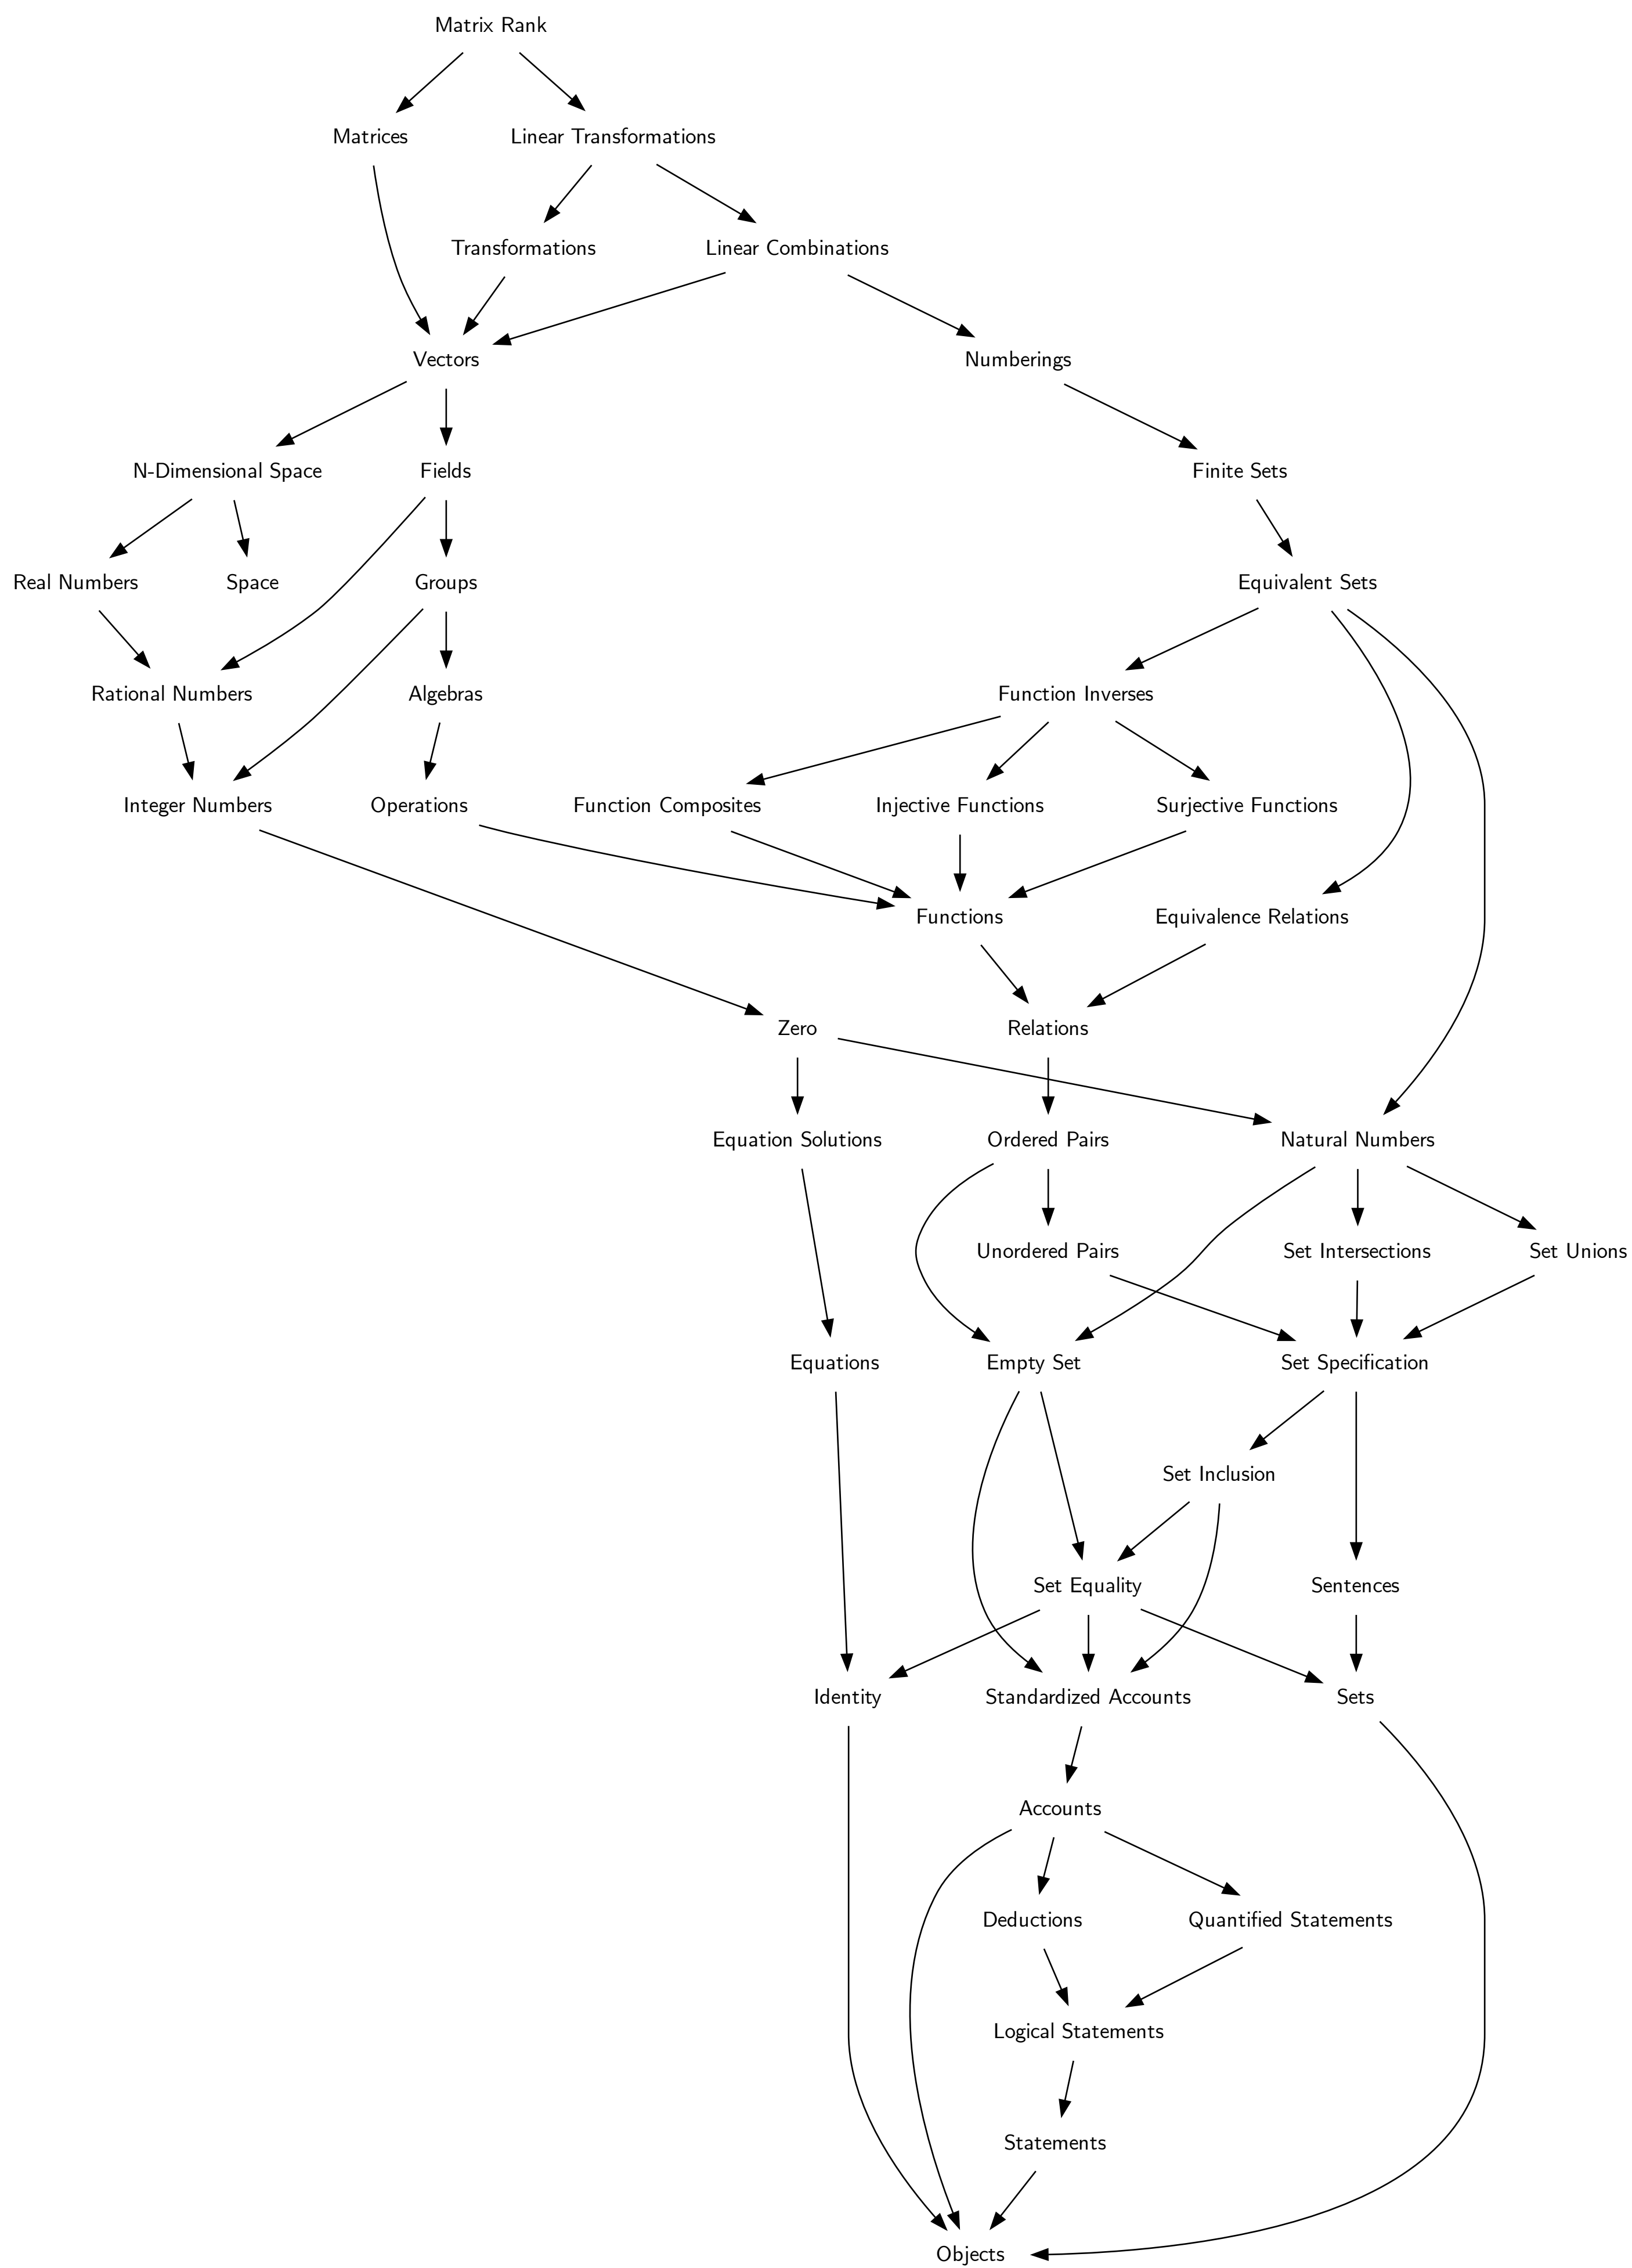 Matrix Rank
Matrices
Linear Transformations
Transformations
Linear Combinations
Vectors
Numberings
N-Dimensional Space
Fields
Finite Sets
Real Numbers
Space
Groups
Equivalent Sets
Rational Numbers
Algebras
Function Inverses
Integer Numbers
Operations
Function Composites
Injective Functions
Surjective Functions
Functions
Equivalence Relations
Zero
Relations
Equation Solutions
Ordered Pairs
Natural Numbers
Unordered Pairs
Set Intersections
Set Unions
Equations
Empty Set
Set Specification
Set Inclusion
Set Equality
Sentences
Identity
Standardized Accounts
Sets
Accounts
Deductions
Quantified Statements
Logical Statements
Statements
Objects